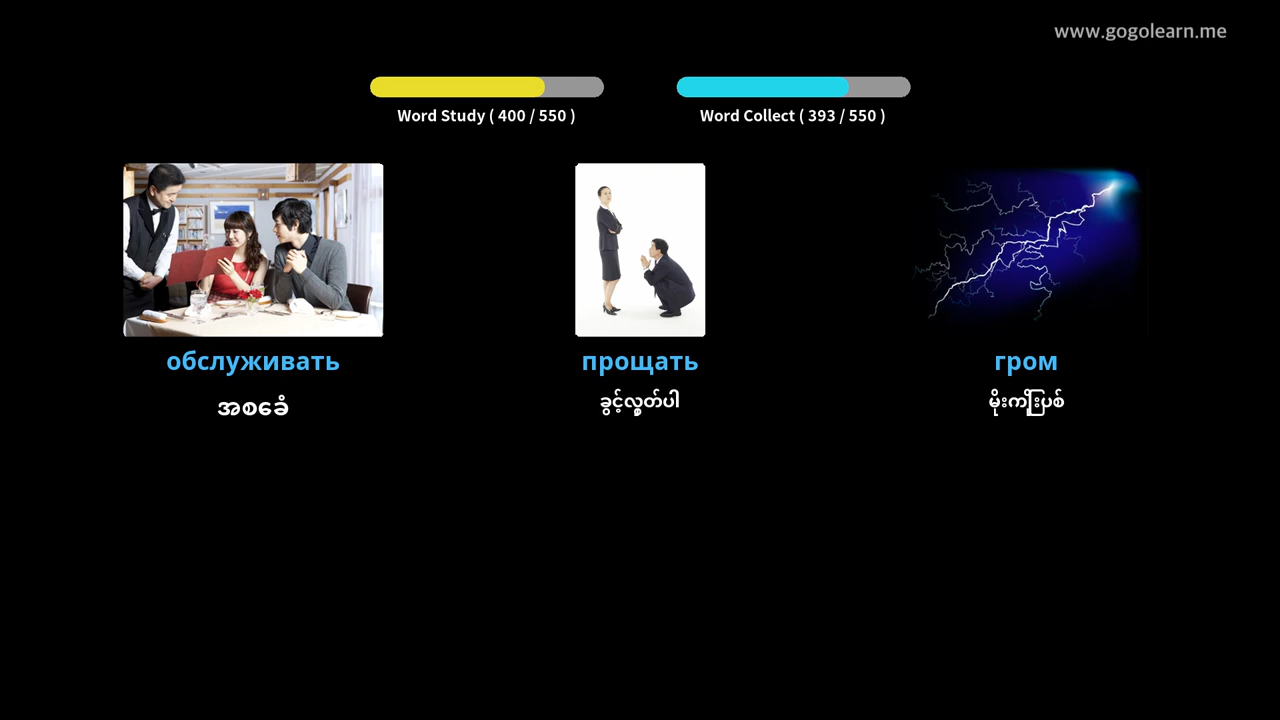 www.gogolearn.me
Word Study ( 400 / 550 )
Word Collect ( 393 / 550 )
обслуживать
прощать
гром
အစခေံ
ခွင့်လွှတ်ပါ
မိုးကြိုးပစ်